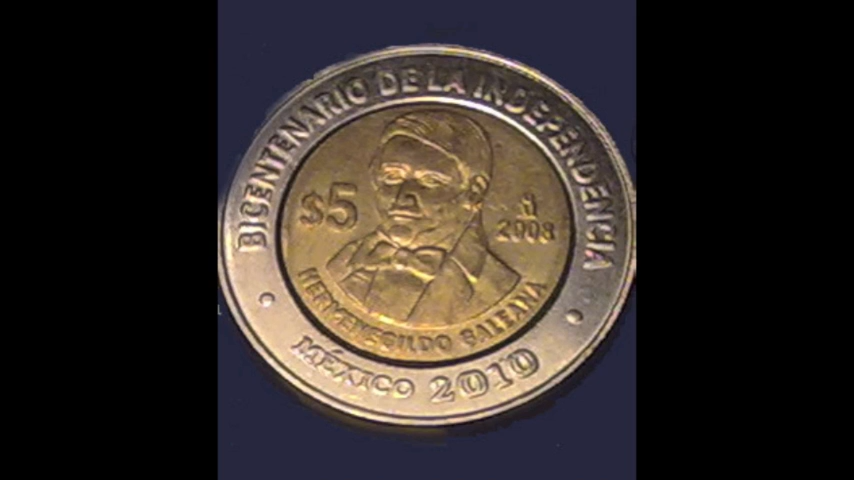 BICENTENARIO DE LA INDEPENDENCIA
$5
2008
HERMENEGILDO GALEANA
MÉXICO 2010